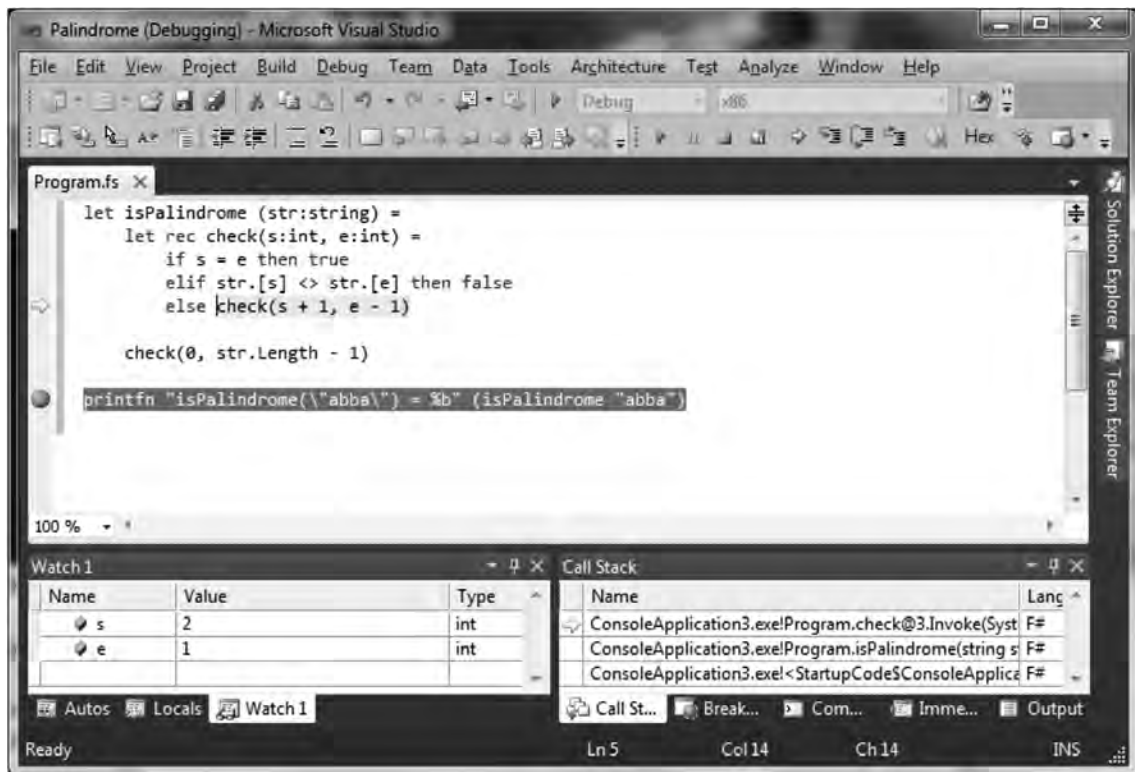 Palindrome (Debugging) - Microsoft Visual Studio
File Edit View Project Build Debug Team Data Tools Architecture Test Analyze Window Help
Debug x86
Hex
Program.fs
let isPalindrome (str:string) =
let rec check(s:int, e:int) =
if s = e then true
elif str.[s] <> str.[e] then false
else check(s + 1, e - 1)
check(0, str.Length - 1)
printfn "isPalindrome(\"abba\") = %b" (isPalindrome "abba")
100 %
Solution Explorer
Team Explorer
Watch 1
Name Value Type
s 2 int
e 1 int
Autos Locals Watch 1
Call Stack
Name Lang
ConsoleApplication3.exe!Program.check@3.Invoke(Syst F#
ConsoleApplication3.exe!Program.isPalindrome(string s F#
ConsoleApplication3.exe!<StartupCode$ConsoleApplica F#
Call St... Break... Com... Imme... Output
Ready Ln 5 Col 14 Ch 14 INS